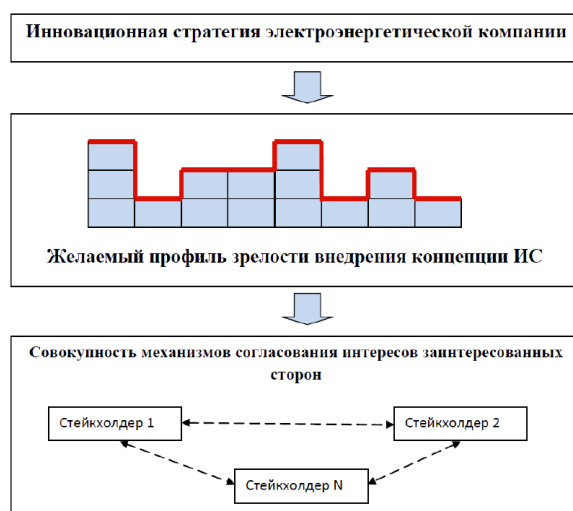 Инновационная стратегия электроэнергетической компании
Желаемый профиль зрелости внедрения концепции ИС
Совокупность механизмов согласования интересов заинтересованных
сторон
Стейкхолдер 1
Стейкхолдер 2
Стейкхолдер N